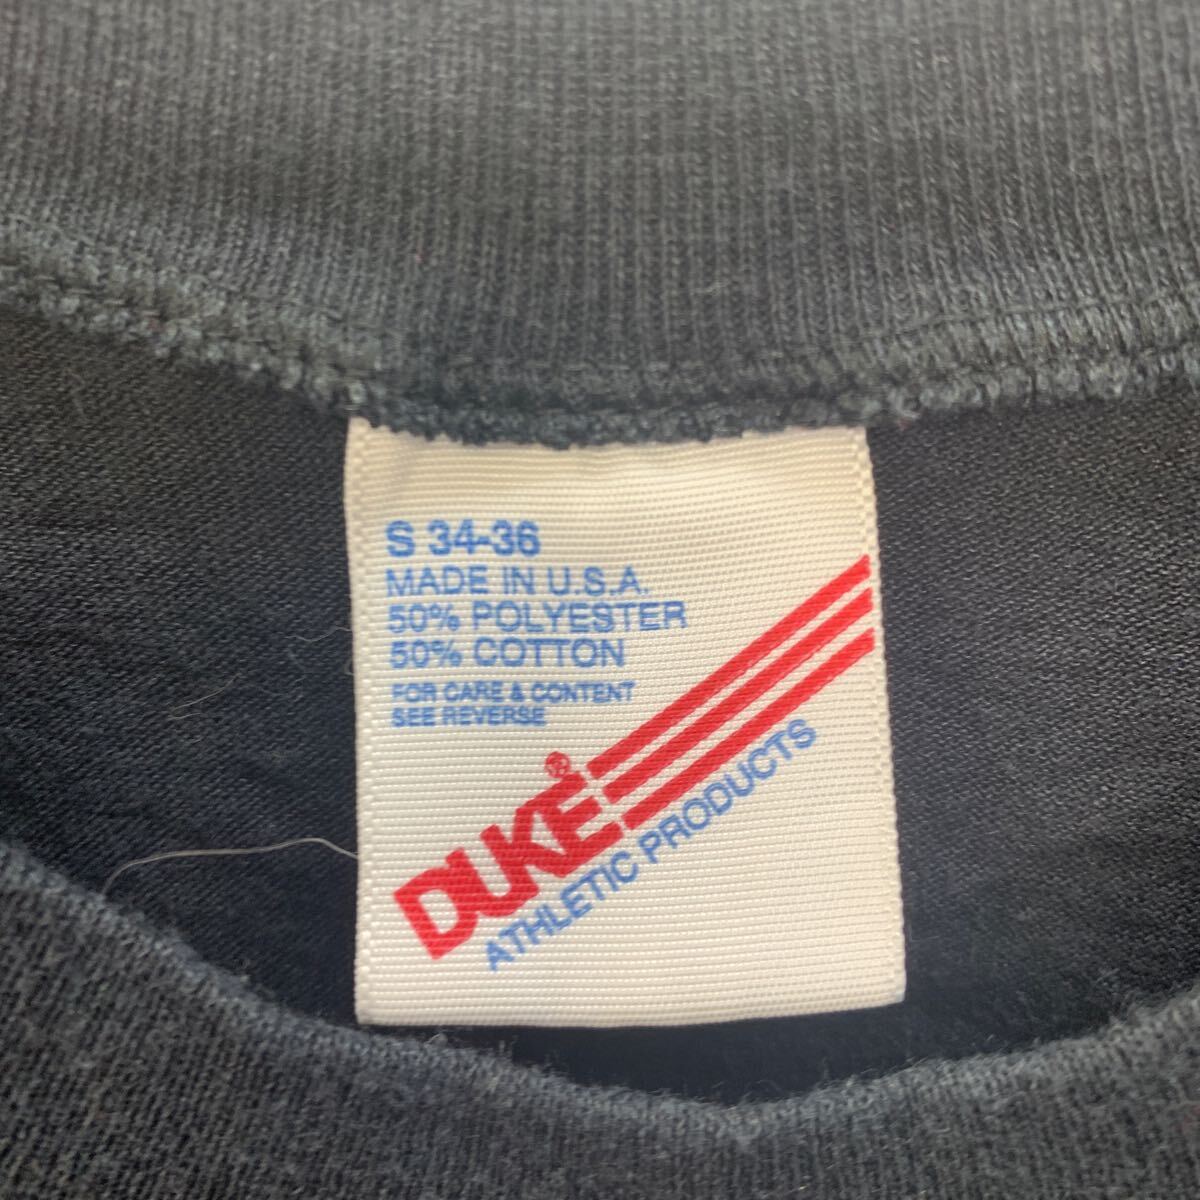 S 34-36
MADE IN U.S.A.
50% POLYESTER
50% COTTON
FOR CARE & CONTENT
SEE REVERSE
DUKE®
ATHLETIC PRODUCTS